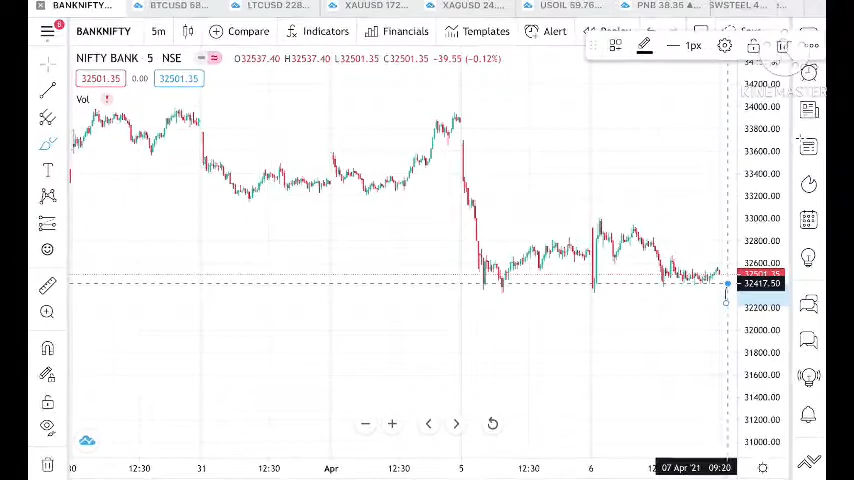 BANKNIFTY...
BTCUSD 58...
LTCUSD 228...
XAUUSD 172...
XAGUSD 24...
USOIL 59.76...
PNB 38.35 ▲...
SWSTEEL 4...
BANKNIFTY 5m Compare Indicators Financials Templates Alert Replay
1px
NIFTY BANK · 5 · NSE O32537.40 H32537.40 L32501.35 C32501.35 −39.55 (−0.12%)
32501.35 0.00 32501.35
KINEMASTER
Vol
34200.00
34000.00
33800.00
33600.00
33400.00
33200.00
33000.00
32800.00
32600.00
32501.35
32417.50
32200.00
32000.00
31800.00
31600.00
31400.00
31200.00
31000.00
30 12:30 31 12:30 Apr 12:30 5 12:30 6 07 Apr '21 09:20
8